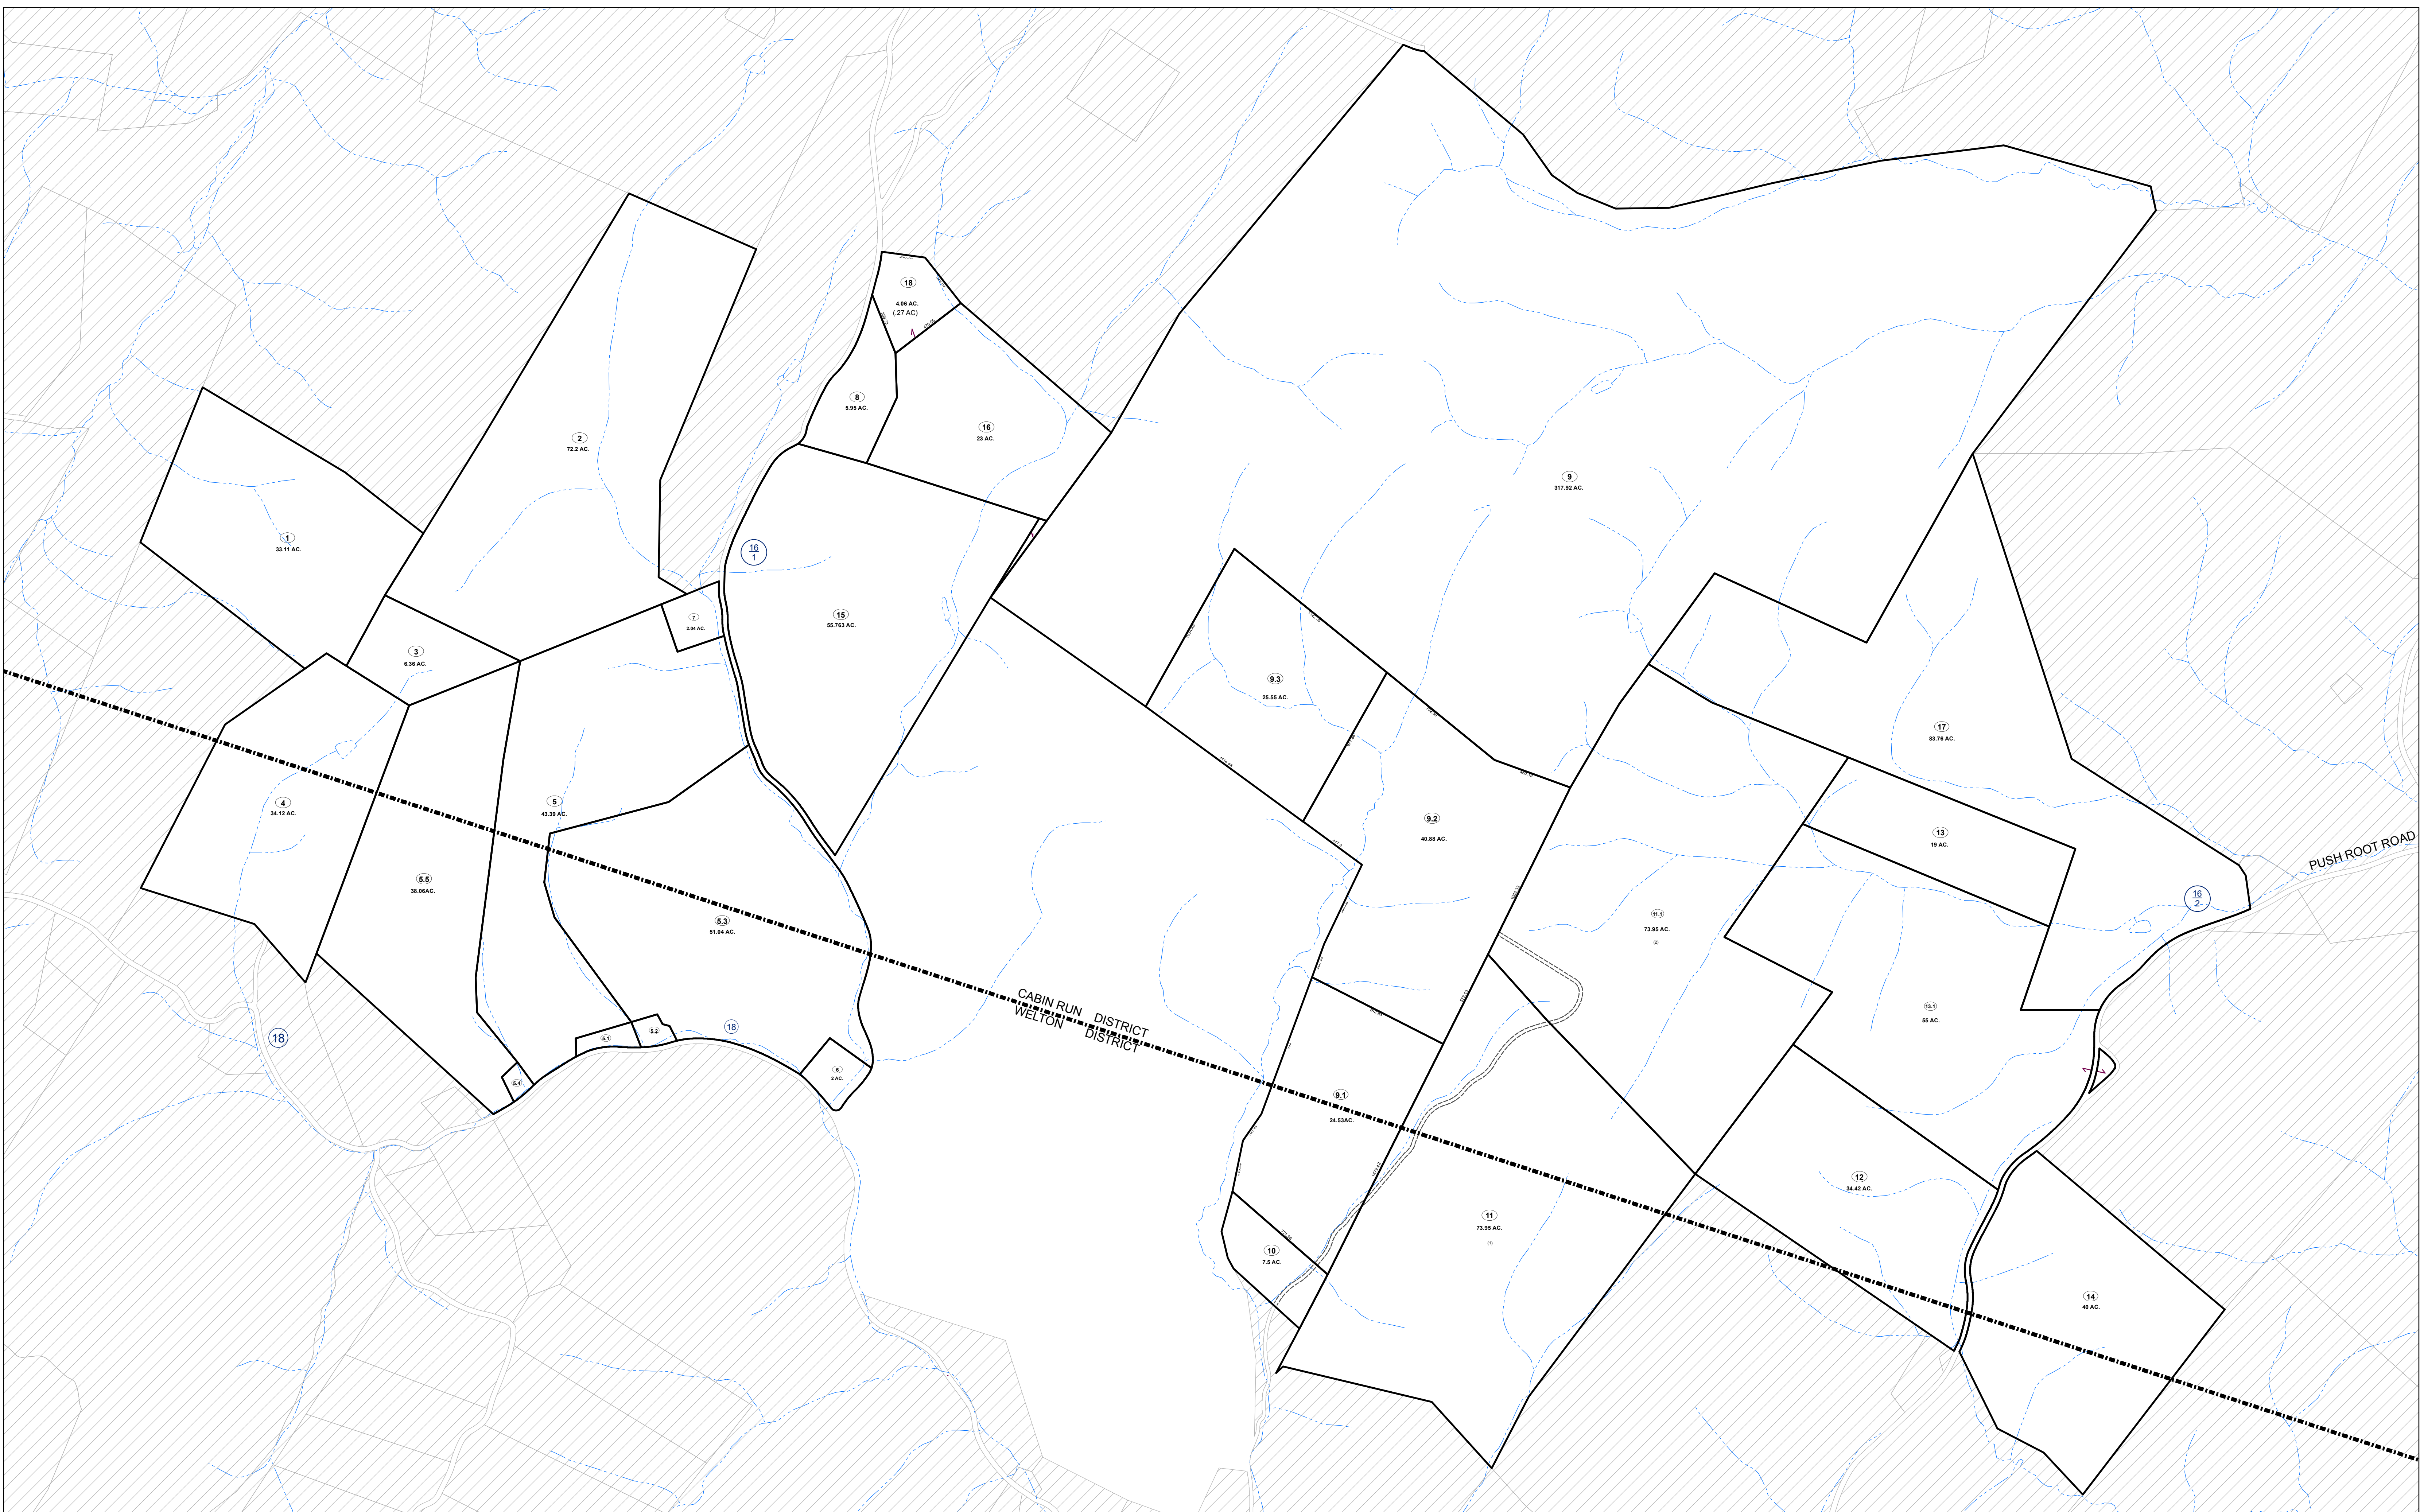 18
4.06 AC.
(.27 AC)
8
5.95 AC.
16
23 AC.
2
72.2 AC.
9
317.92 AC.
1
33.11 AC.
16
1
15
55.763 AC.
7
2.04 AC.
3
6.36 AC.
9.3
25.55 AC.
17
83.76 AC.
4
34.12 AC.
5
43.39 AC.
9.2
40.88 AC.
13
19 AC.
PUSH ROOT ROAD
5.5
38.06AC.
16
2
5.3
51.04 AC.
11.1
73.95 AC.
(2)
CABIN RUN DISTRICT
WELTON DISTRICT
13.1
55 AC.
18
18
5.1
5.2
5.4
6
2 AC.
9.1
24.53AC.
12
34.42 AC.
11
73.95 AC.
(1)
10
7.5 AC.
14
40 AC.